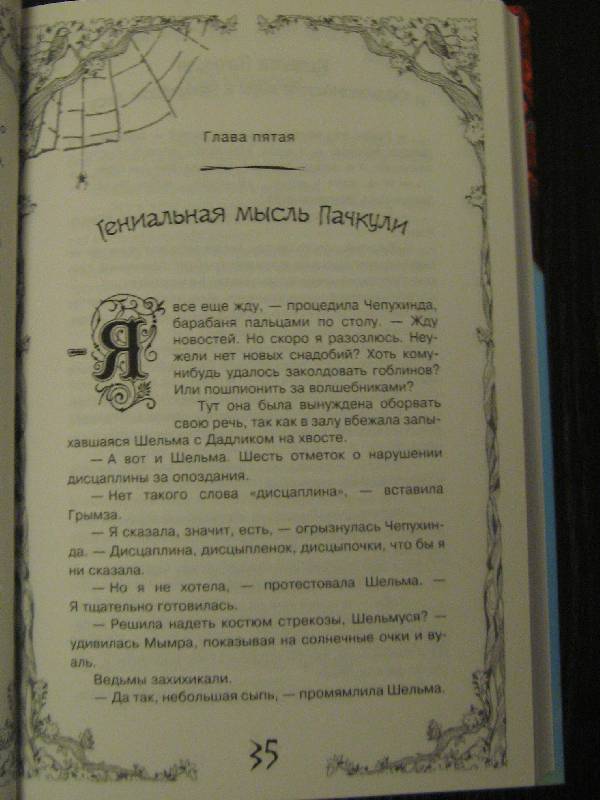 Глава пятая
Гениальная мысль Пачкули
– Я все еще жду, — процедила Чепухинда,
барабаня пальцами по столу. — Жду
новостей. Но скоро я разозлюсь. Неу-
жели нет новых снадобий? Хоть кому-
нибудь удалось заколдовать гоблинов?
Или пошпионить за волшебниками?
Тут она была вынуждена оборвать
свою речь, так как в залу вбежала запы-
хавшаяся Шельма с Дадликом на хвосте.
— А вот и Шельма. Шесть отметок о нарушении
дисцаплины за опоздания.
— Нет такого слова «дисцаплина», — вставила
Грымза.
— Я сказала, значит, есть, — огрызнулась Чепухин-
да. — Дисцаплина, дисцыпленок, дисцыпочки, что бы я
ни сказала.
— Но я не хотела, — протестовала Шельма. —
Я тщательно готовилась.
— Решила надеть костюм стрекозы, Шельмуся? —
удивилась Мымра, показывая на солнечные очки и ву-
аль.
Ведьмы захихикали.
— Да так, небольшая сыпь, — промямлила Шельма.
35